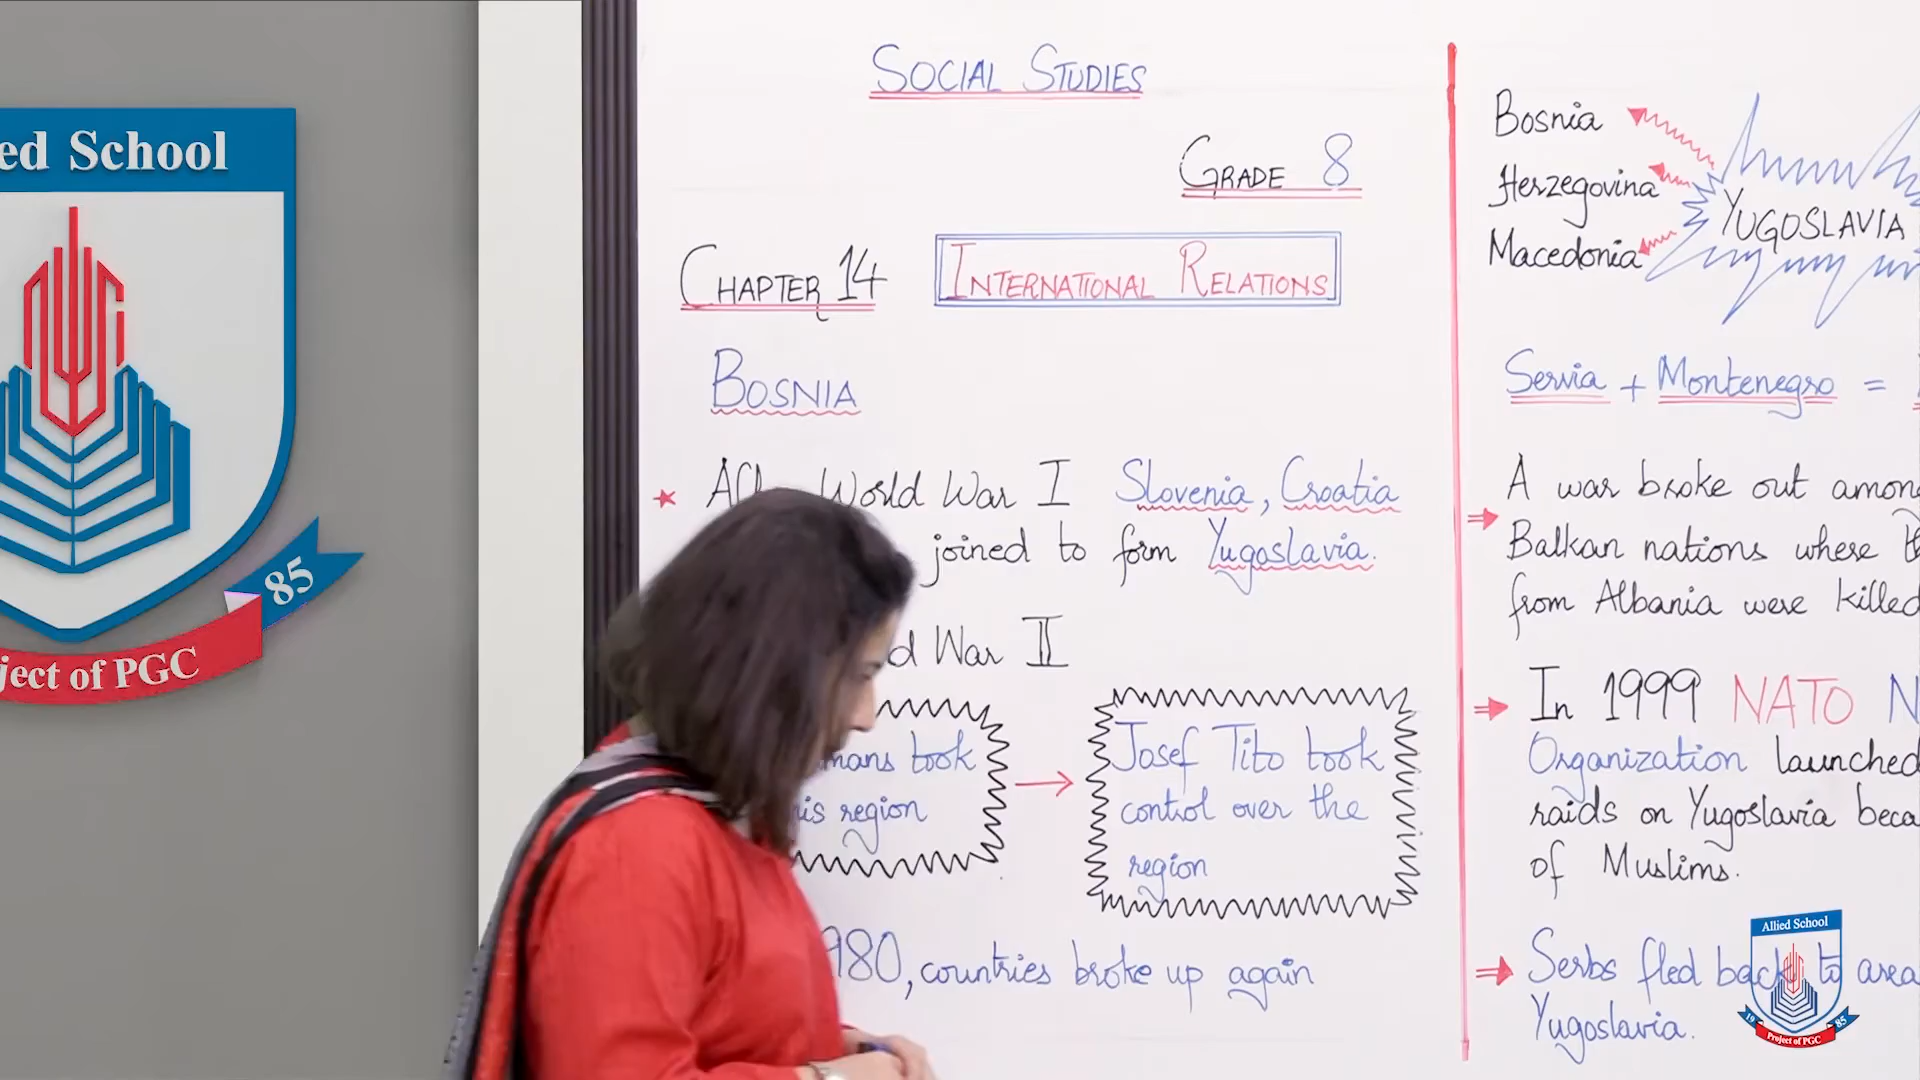 ed School
85
ject of PGC
SOCIAL STUDIES
GRADE 8
CHAPTER 14
INTERNATIONAL RELATIONS
BOSNIA
World War I Slovenia, Croatia
joined to form Yugoslavia.
War II
took
region
Josef Tito took
control over the
region
980, countries broke up again
Bosnia
Herzegovina
Macedonia
YUGOSLAVIA
Servia + Montenegro =
A war broke out among
Balkan nations where
from Albania were killed
In 1999 NATO N
Organization launched
raids on Yugoslavia beca
of Muslims.
Serbs fled back to area
Yugoslavia.
Allied School
19 85
Project of PGC